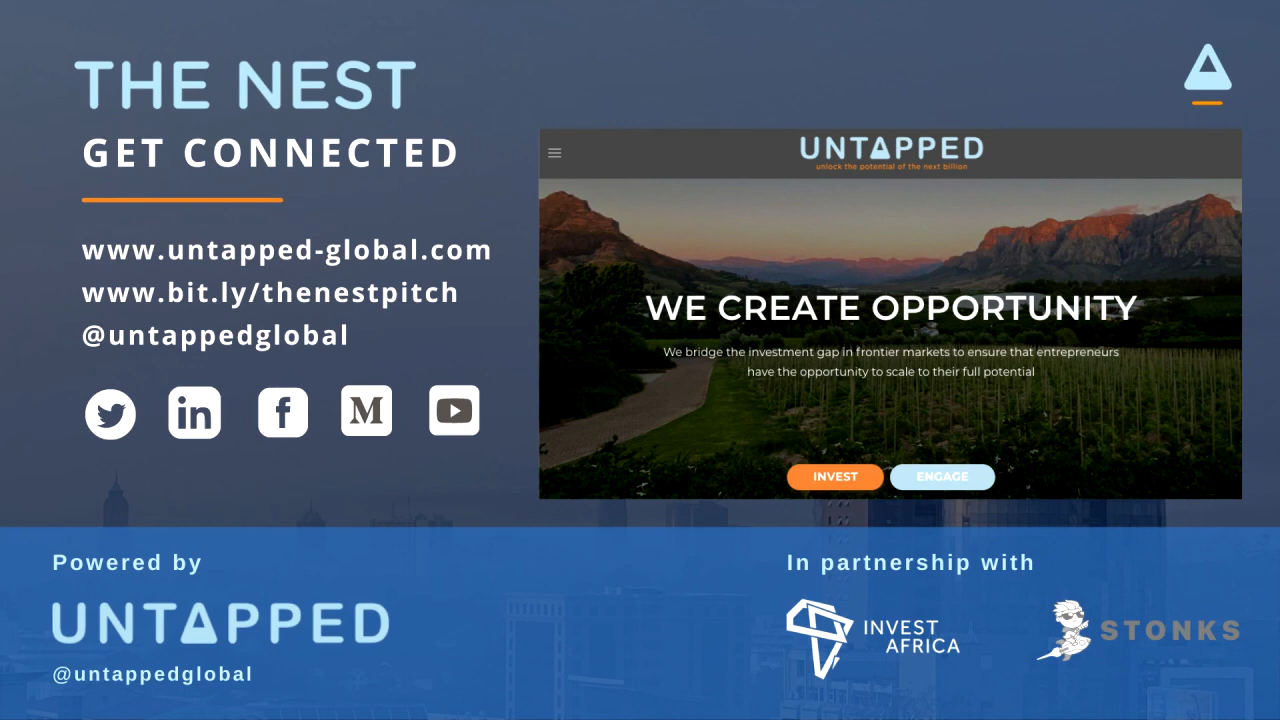 THE NEST
GET CONNECTED
www.untapped-global.com
www.bit.ly/thenestpitch
@untappedglobal
in
f
M
UNTAPPED
unlock the potential of the next billion
WE CREATE OPPORTUNITY
We bridge the investment gap in frontier markets to ensure that entrepreneurs
have the opportunity to scale to their full potential
INVEST
ENGAGE
Powered by
UNTAPPED
@untappedglobal
In partnership with
INVEST
AFRICA
STONKS